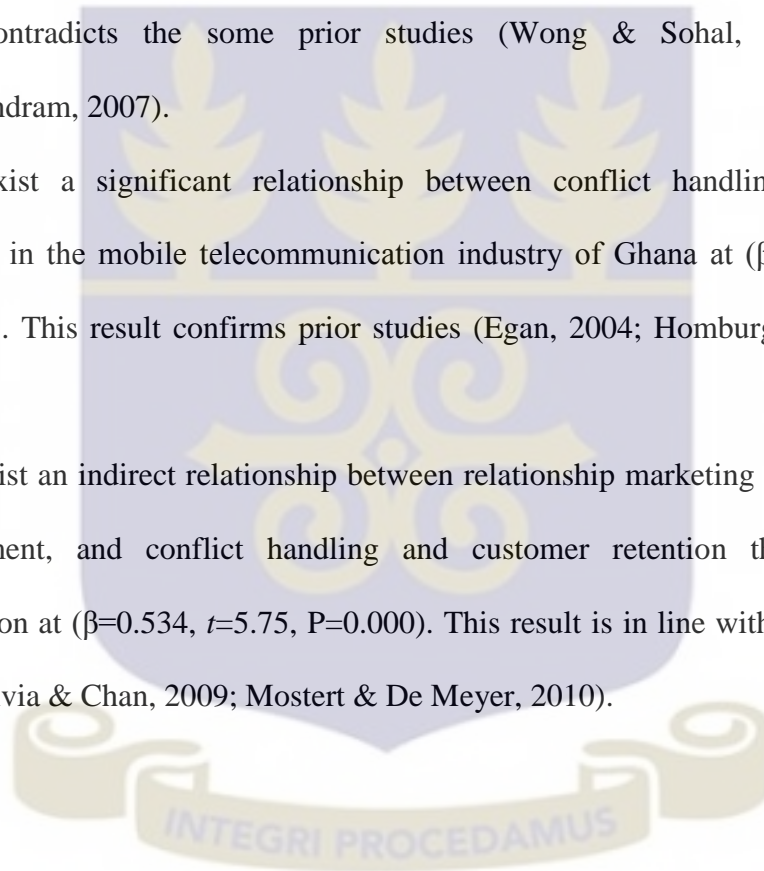 contradicts the some prior studies (Wong & Sohal,
ndram, 2007).
xist a significant relationship between conflict handlin
in the mobile telecommunication industry of Ghana at (β
. This result confirms prior studies (Egan, 2004; Homburg
ist an indirect relationship between relationship marketing
ment, and conflict handling and customer retention th
on at (β=0.534, t=5.75, P=0.000). This result is in line with
via & Chan, 2009; Mostert & De Meyer, 2010).
INTEGRI PROCEDAMUS